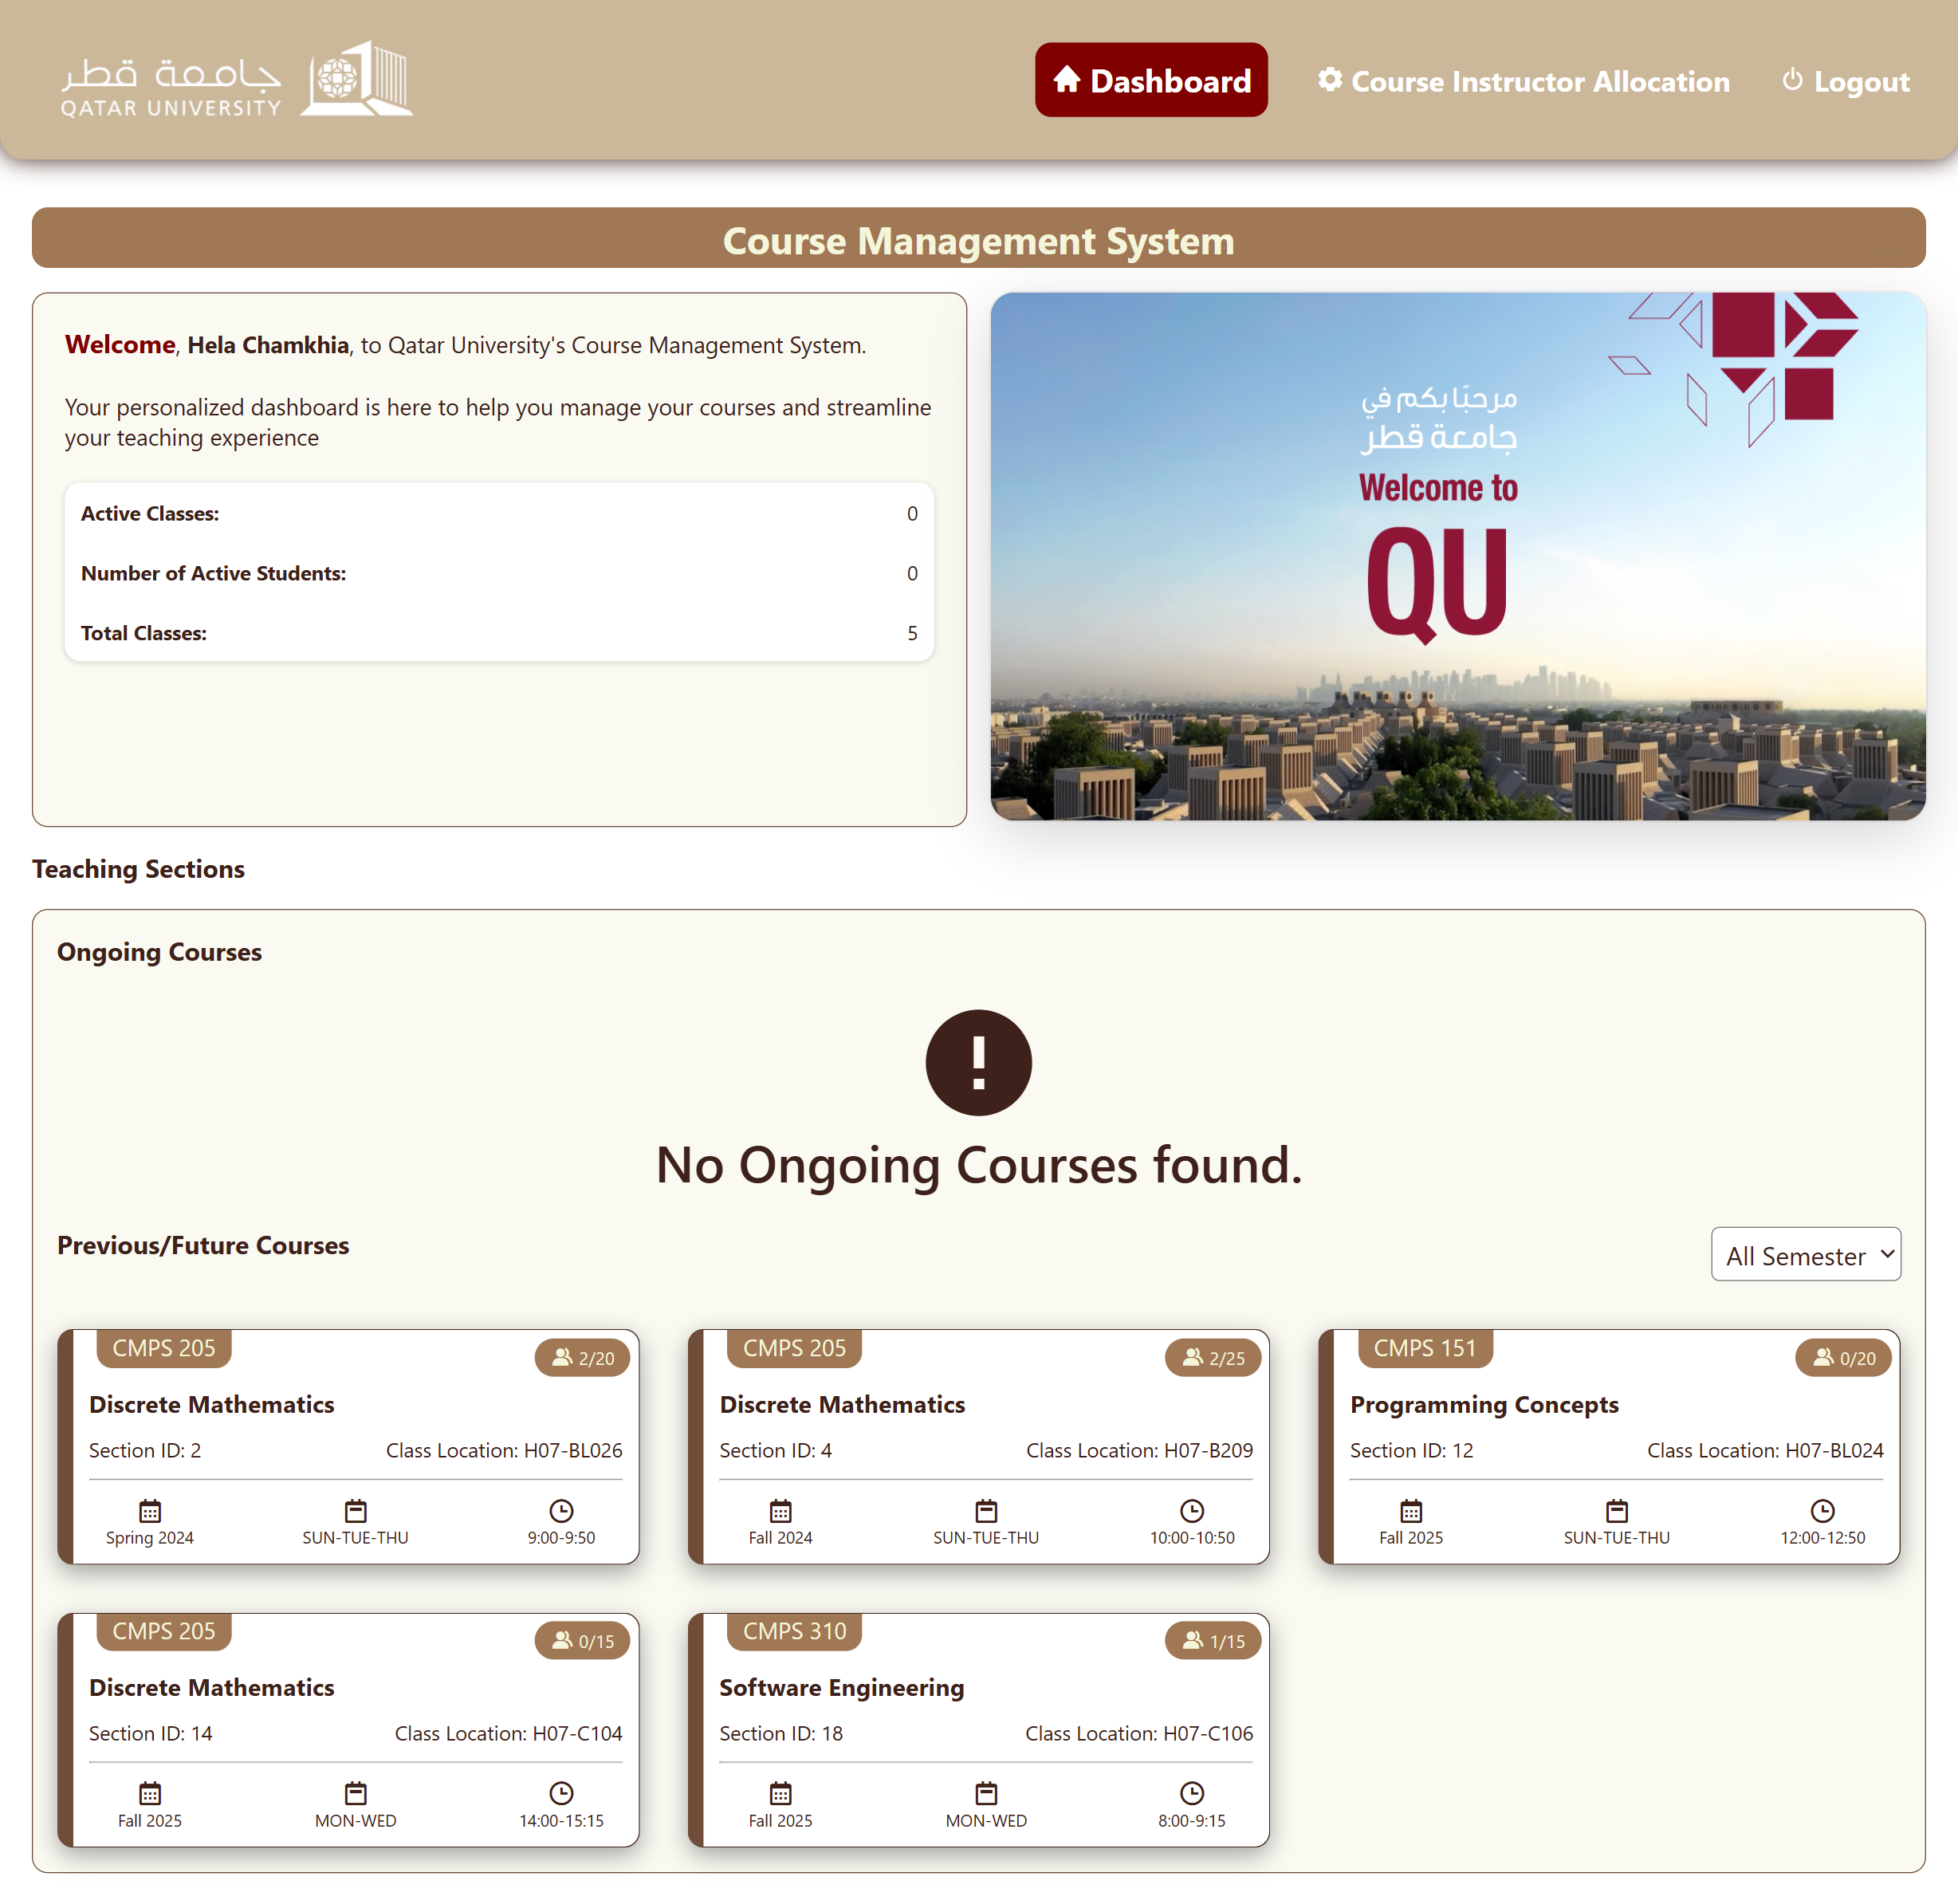 جامعة قطر
QATAR UNIVERSITY
Dashboard
Course Instructor Allocation
Logout
Course Management System
Welcome, Hela Chamkhia, to Qatar University's Course Management System.
Your personalized dashboard is here to help you manage your courses and streamline
your teaching experience
Active Classes: 0
Number of Active Students: 0
Total Classes: 5
مرحبًا بكم في
جامعة قطر
Welcome to
QU
Teaching Sections
Ongoing Courses
No Ongoing Courses found.
Previous/Future Courses
All Semester
CMPS 205
2/20
Discrete Mathematics
Section ID: 2
Class Location: H07-BL026
Spring 2024
SUN-TUE-THU
9:00-9:50
CMPS 205
2/25
Discrete Mathematics
Section ID: 4
Class Location: H07-B209
Fall 2024
SUN-TUE-THU
10:00-10:50
CMPS 151
0/20
Programming Concepts
Section ID: 12
Class Location: H07-BL024
Fall 2025
SUN-TUE-THU
12:00-12:50
CMPS 205
0/15
Discrete Mathematics
Section ID: 14
Class Location: H07-C104
Fall 2025
MON-WED
14:00-15:15
CMPS 310
1/15
Software Engineering
Section ID: 18
Class Location: H07-C106
Fall 2025
MON-WED
8:00-9:15